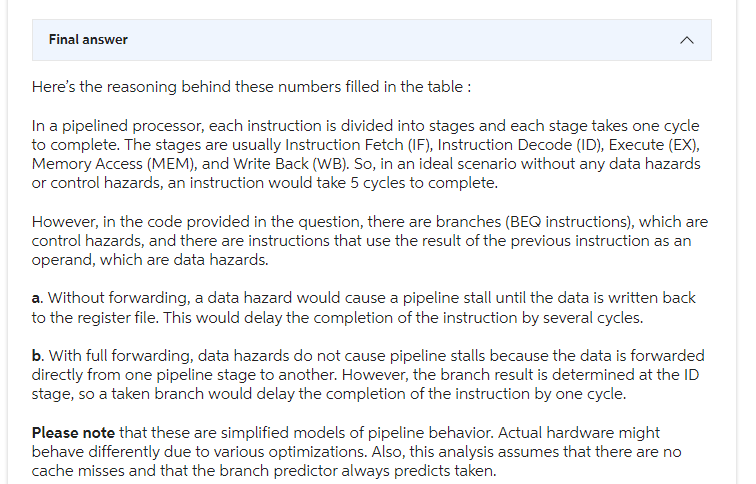 Final answer
Here's the reasoning behind these numbers filled in the table :
In a pipelined processor, each instruction is divided into stages and each stage takes one cycle
to complete. The stages are usually Instruction Fetch (IF), Instruction Decode (ID), Execute (EX),
Memory Access (MEM), and Write Back (WB). So, in an ideal scenario without any data hazards
or control hazards, an instruction would take 5 cycles to complete.
However, in the code provided in the question, there are branches (BEQ instructions), which are
control hazards, and there are instructions that use the result of the previous instruction as an
operand, which are data hazards.
a. Without forwarding, a data hazard would cause a pipeline stall until the data is written back
to the register file. This would delay the completion of the instruction by several cycles.
b. With full forwarding, data hazards do not cause pipeline stalls because the data is forwarded
directly from one pipeline stage to another. However, the branch result is determined at the ID
stage, so a taken branch would delay the completion of the instruction by one cycle.
Please note that these are simplified models of pipeline behavior. Actual hardware might
behave differently due to various optimizations. Also, this analysis assumes that there are no
cache misses and that the branch predictor always predicts taken.